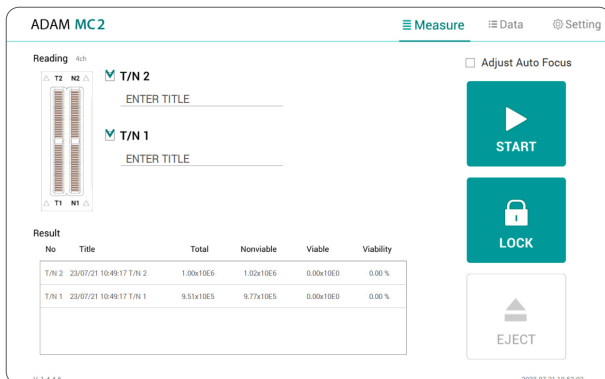 ADAM MC2
Measure
Data
Setting
Reading 4ch
T2 N2
T1 N1
T/N 2
ENTER TITLE
T/N 1
ENTER TITLE
Adjust Auto Focus
START
LOCK
EJECT
Result
No Title Total Nonviable Viable Viability
T/N 2 23/07/21 10:49:17 T/N 2 1.00x10E6 1.02x10E6 0.00x10E0 0.00 %
T/N 1 23/07/21 10:49:17 T/N 1 9.51x10E5 9.77x10E5 0.00x10E0 0.00 %